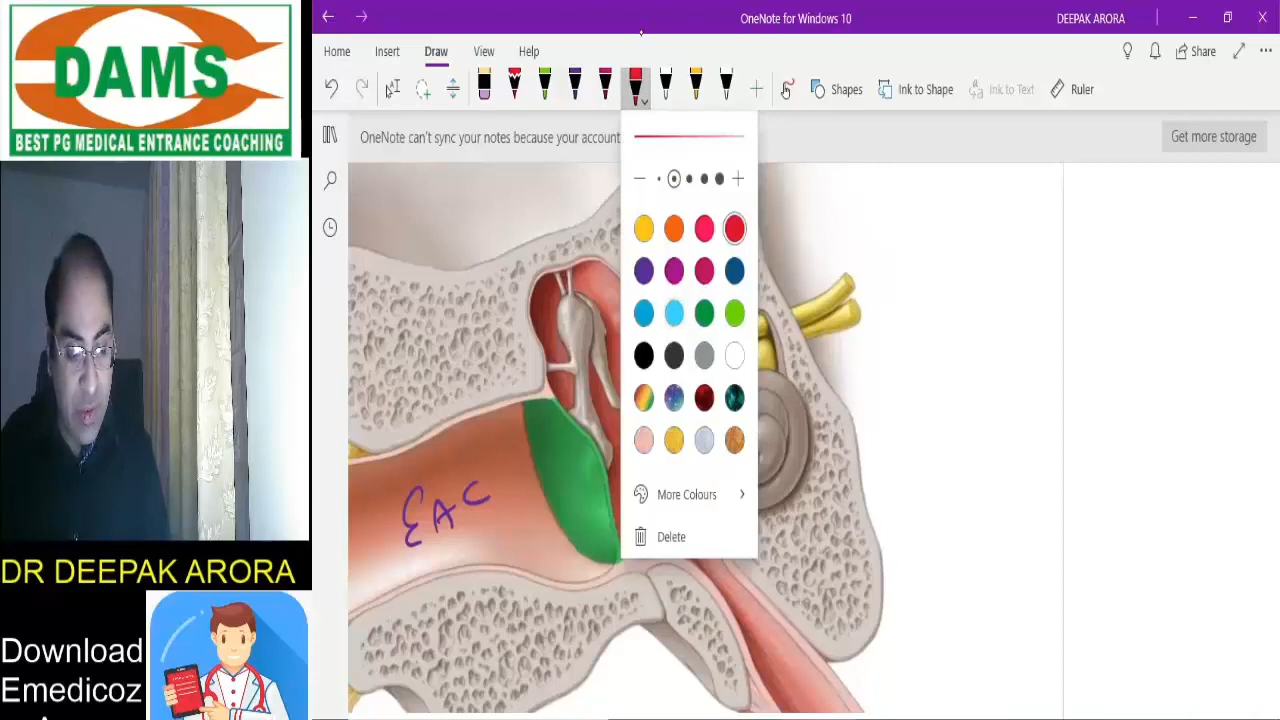 DAMS
BEST PG MEDICAL ENTRANCE COACHING
DR DEEPAK ARORA
Download
Emedicoz
OneNote for Windows 10
DEEPAK ARORA
Home
Insert
Draw
View
Help
Share
Shapes
Ink to Shape
Ink to Text
Ruler
OneNote can't sync your notes because your account
Get more storage
More Colours
Delete
EAC